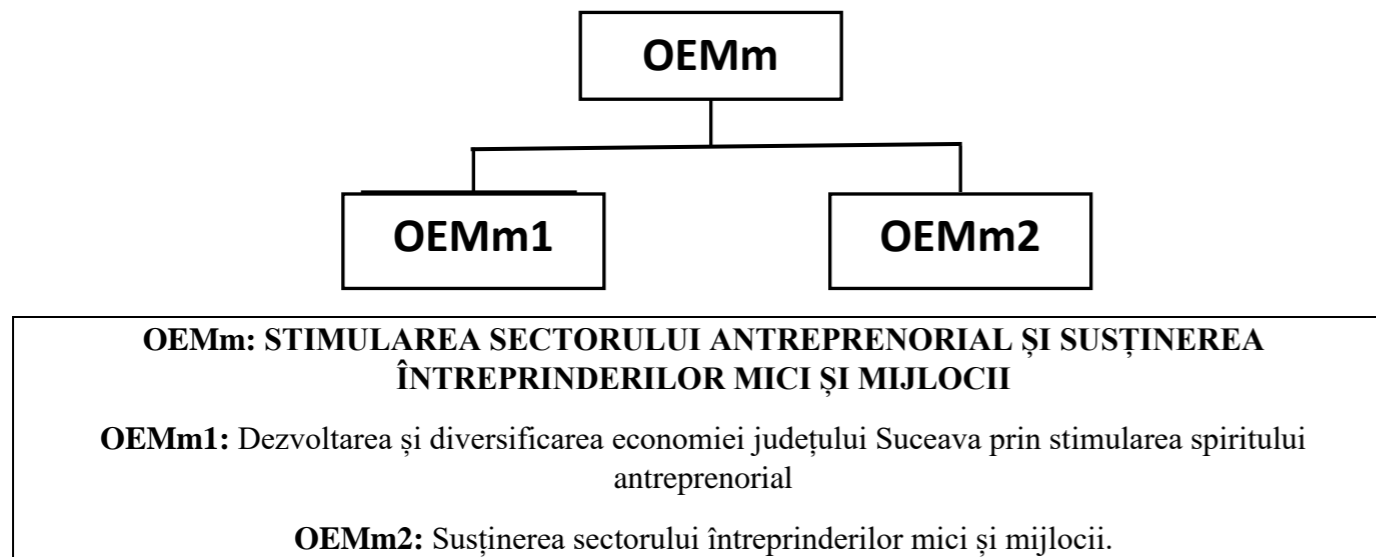 OEMm
OEMm1
OEMm2
OEMm: STIMULAREA SECTORULUI ANTREPRENORIAL ȘI SUSȚINEREA
ÎNTREPRINDERILOR MICI ȘI MIJLOCII
OEMm1: Dezvoltarea și diversificarea economiei județului Suceava prin stimularea spiritului
antreprenorial
OEMm2: Susținerea sectorului întreprinderilor mici și mijlocii.